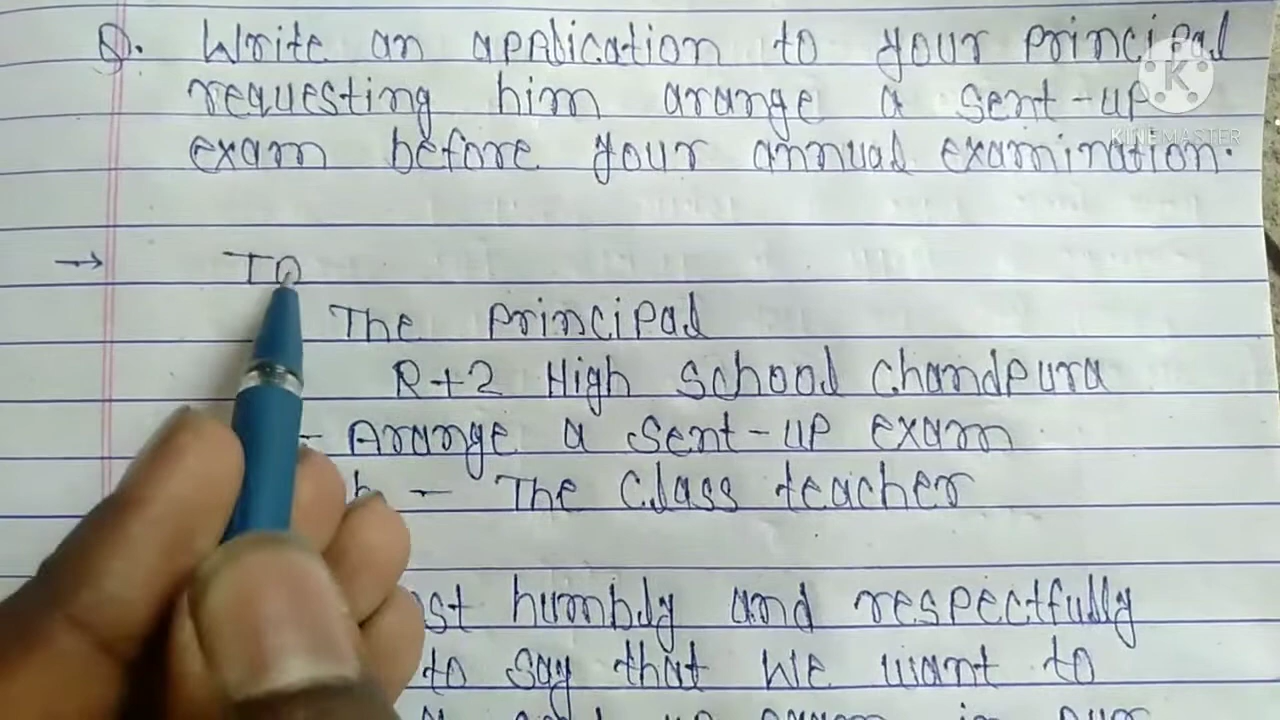 Q. Write an application to your principal
requesting him arange a sent-up
exam before your annual examination.
KINEMASTER
→ TO
The principal
R+2 High school chandpura
- Arange a sent-up exam
h - The class teacher
ost humbly and respectfully
to say that we want to